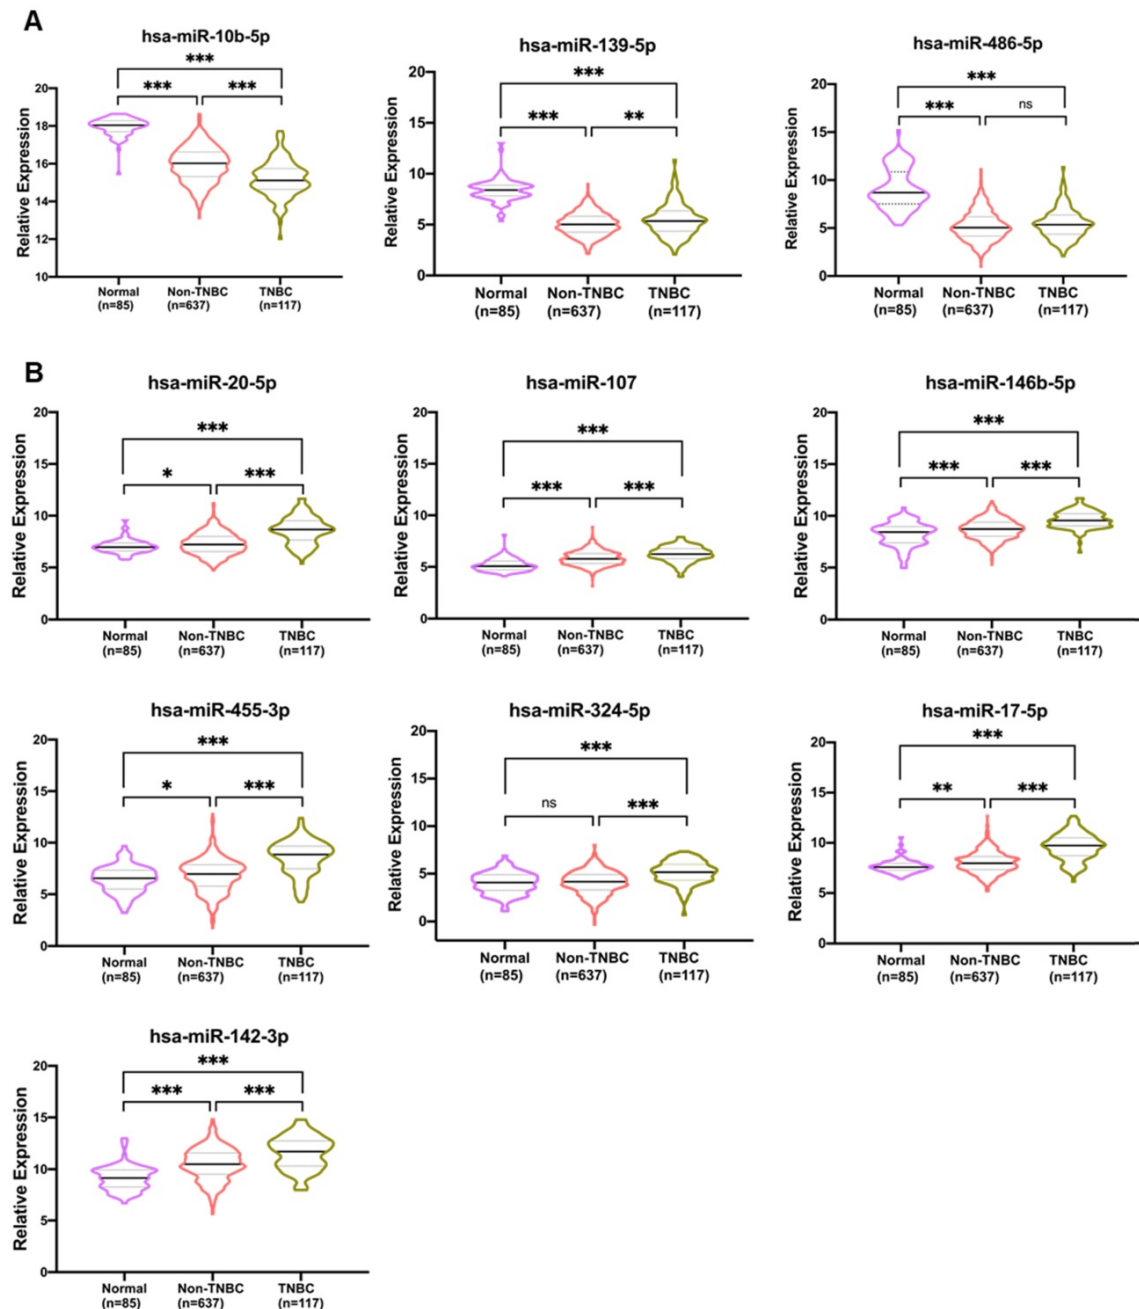 A
hsa-miR-10b-5p
***
*** ***
Relative Expression
20
18
16
14
12
10
Normal Non-TNBC TNBC
(n=85) (n=637) (n=117)
hsa-miR-139-5p
***
*** **
Relative Expression
20
15
10
5
0
Normal Non-TNBC TNBC
(n=85) (n=637) (n=117)
hsa-miR-486-5p
***
*** ns
Relative Expression
20
15
10
5
0
Normal Non-TNBC TNBC
(n=85) (n=637) (n=117)
B
hsa-miR-20-5p
***
* ***
Relative Expression
20
15
10
5
0
Normal Non-TNBC TNBC
(n=85) (n=637) (n=117)
hsa-miR-107
***
*** ***
Relative Expression
20
15
10
5
0
Normal Non-TNBC TNBC
(n=85) (n=637) (n=117)
hsa-miR-146b-5p
***
*** ***
Relative Expression
20
15
10
5
0
Normal Non-TNBC TNBC
(n=85) (n=637) (n=117)
hsa-miR-455-3p
***
* ***
Relative Expression
20
15
10
5
0
Normal Non-TNBC TNBC
(n=85) (n=637) (n=117)
hsa-miR-324-5p
***
ns ***
Relative Expression
20
15
10
5
0
Normal Non-TNBC TNBC
(n=85) (n=637) (n=117)
hsa-miR-17-5p
***
** ***
Relative Expression
20
15
10
5
0
Normal Non-TNBC TNBC
(n=85) (n=637) (n=117)
hsa-miR-142-3p
***
*** ***
Relative Expression
20
15
10
5
0
Normal Non-TNBC TNBC
(n=85) (n=637) (n=117)